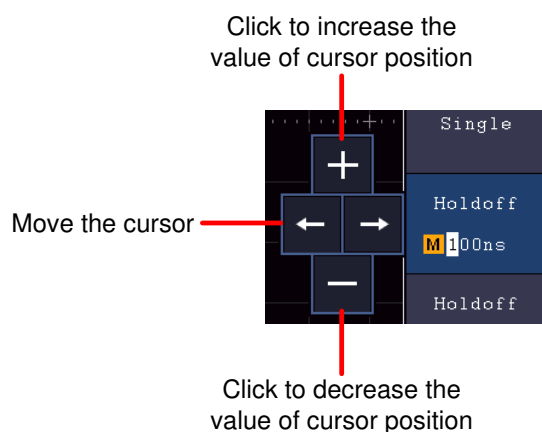 Click to increase the
value of cursor position
Single
Holdoff
Move the cursor
M 100ns
Holdoff
Click to decrease the
value of cursor position